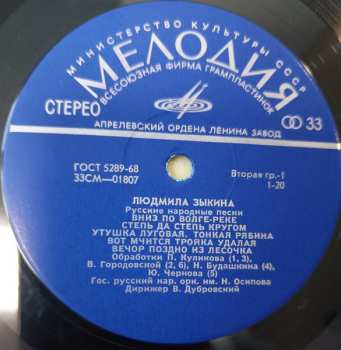 МИНИСТЕРСТВО КУЛЬТУРЫ СССР
МЕЛОДИЯ
ВСЕСОЮЗНАЯ ФИРМА ГРАМПЛАСТИНОК
СТЕРЕО
33
АПРЕЛЕВСКИЙ ОРДЕНА ЛЕНИНА ЗАВОД
ГОСТ 5289-68
33СМ—01807
Вторая гр.-1
1-20
ЛЮДМИЛА ЗЫКИНА
Русские народные песни
ВНИЗ ПО ВОЛГЕ-РЕКЕ
СТЕПЬ ДА СТЕПЬ КРУГОМ
УТУШКА ЛУГОВАЯ. ТОНКАЯ РЯБИНА
ВОТ МЧИТСЯ ТРОЙКА УДАЛАЯ
ВЕЧОР ПОЗДНО ИЗ ЛЕСОЧКА
Обработки П. Куликова (1, 3),
В. Городовской (2, 6), Н. Будашкина (4),
Ю. Чернова (5)
Гос. русский нар. орк. им. Н. Осипова
Дирижер В. Дубровский